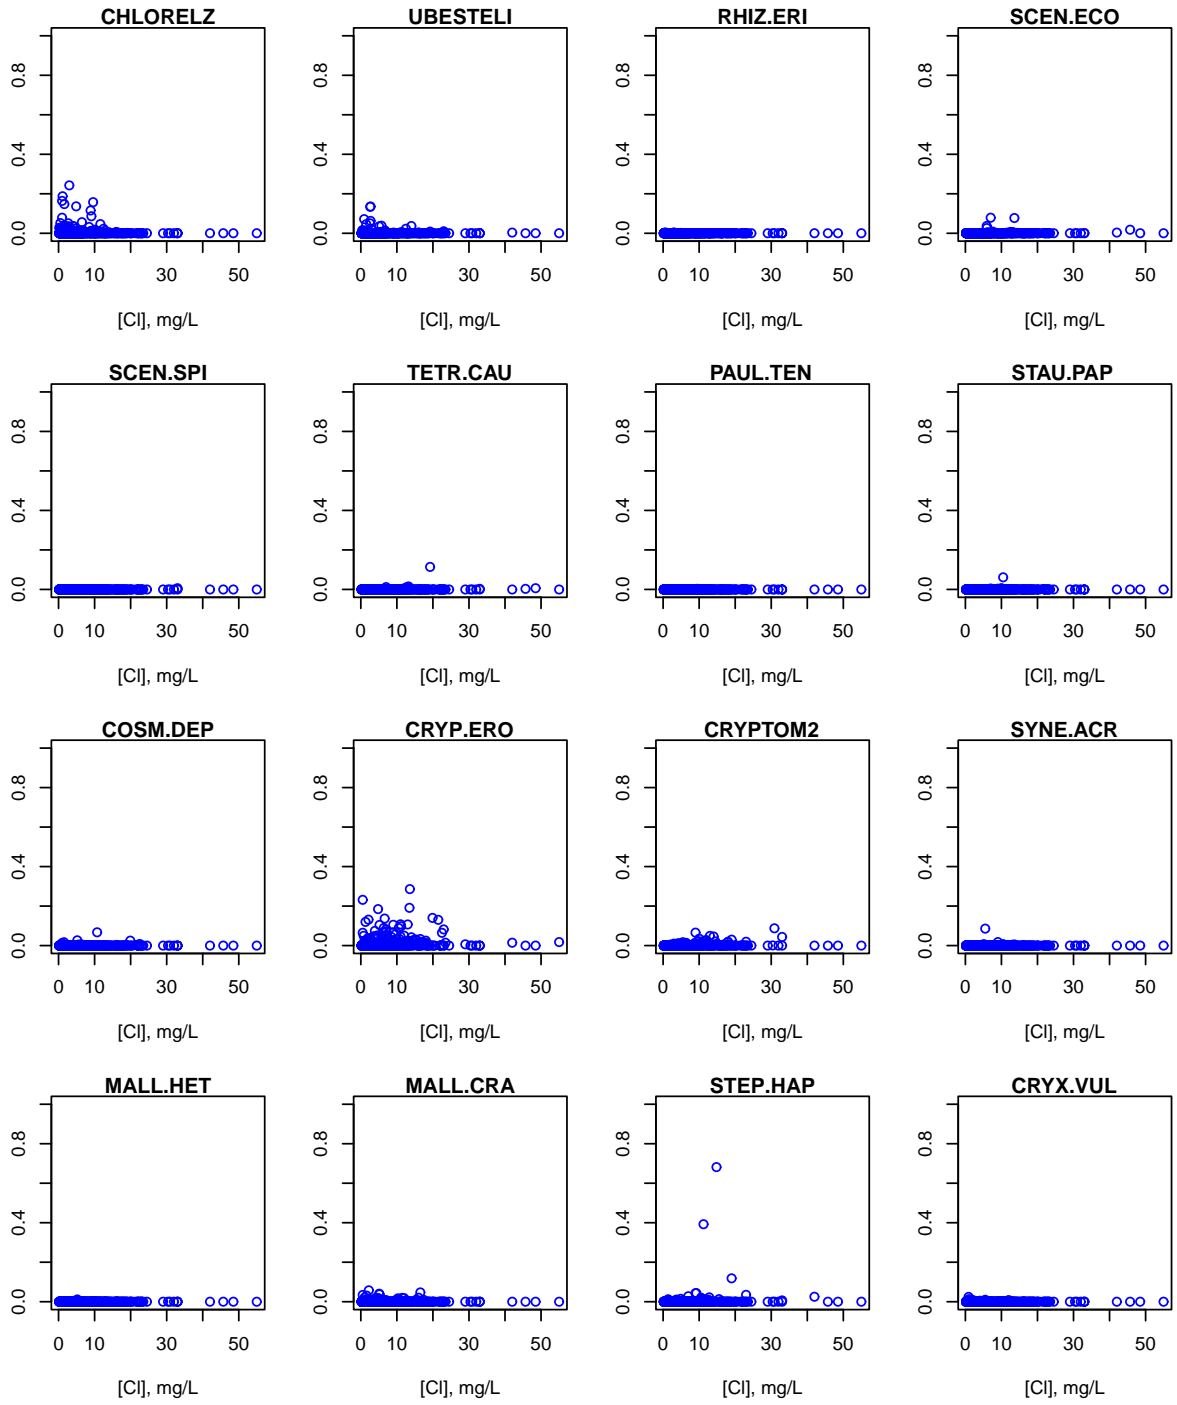 CHLORELZ UBESTELI RHIZ.ERI SCEN.ECO
0.8 0.8 0.8 0.8
0.4 0.4 0.4 0.4
0.0 0.0 0.0 0.0
0 10 30 50 0 10 30 50 0 10 30 50 0 10 30 50
[Cl], mg/L [Cl], mg/L [Cl], mg/L [Cl], mg/L
SCEN.SPI TETR.CAU PAUL.TEN STAU.PAP
0.8 0.8 0.8 0.8
0.4 0.4 0.4 0.4
0.0 0.0 0.0 0.0
0 10 30 50 0 10 30 50 0 10 30 50 0 10 30 50
[Cl], mg/L [Cl], mg/L [Cl], mg/L [Cl], mg/L
COSM.DEP CRYP.ERO CRYPTOM2 SYNE.ACR
0.8 0.8 0.8 0.8
0.4 0.4 0.4 0.4
0.0 0.0 0.0 0.0
0 10 30 50 0 10 30 50 0 10 30 50 0 10 30 50
[Cl], mg/L [Cl], mg/L [Cl], mg/L [Cl], mg/L
MALL.HET MALL.CRA STEP.HAP CRYX.VUL
0.8 0.8 0.8 0.8
0.4 0.4 0.4 0.4
0.0 0.0 0.0 0.0
0 10 30 50 0 10 30 50 0 10 30 50 0 10 30 50
[Cl], mg/L [Cl], mg/L [Cl], mg/L [Cl], mg/L